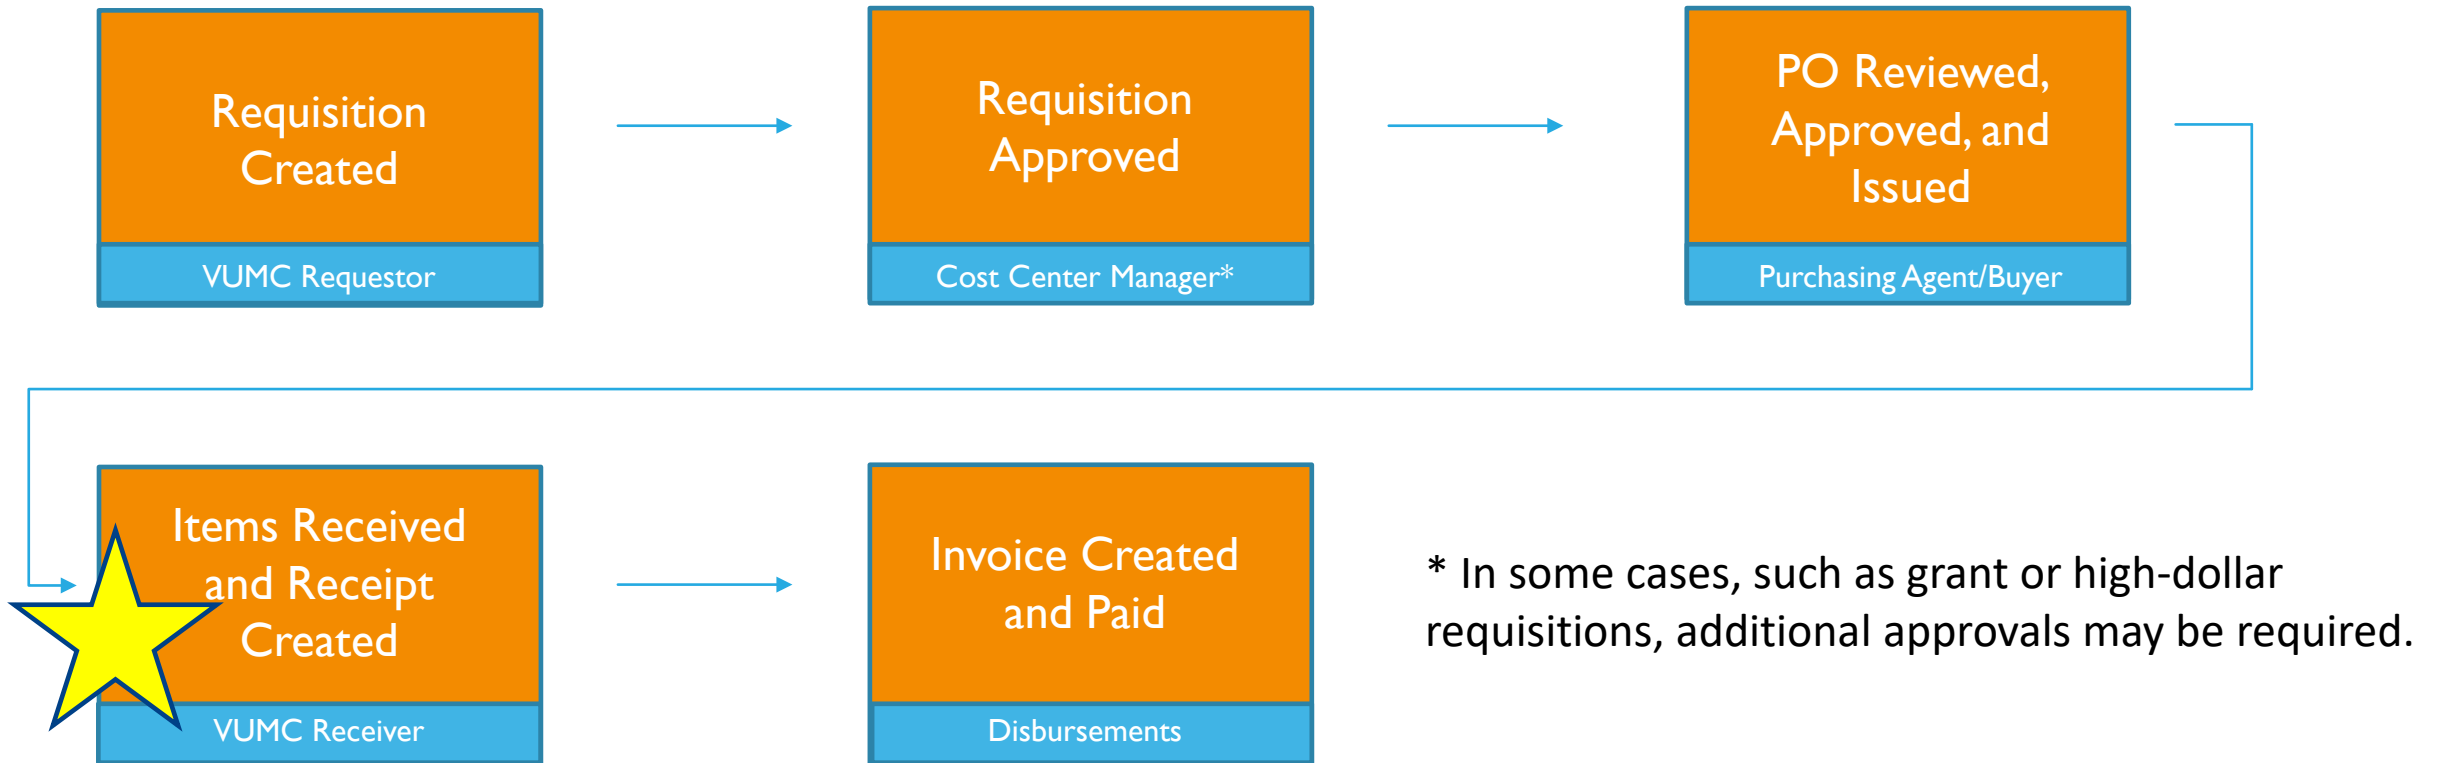 Requisition
Created
VUMC Requestor
Requisition
Approved
Cost Center Manager*
PO Reviewed,
Approved, and
Issued
Purchasing Agent/Buyer
Items Received
and Receipt
Created
VUMC Receiver
Invoice Created
and Paid
Disbursements
* In some cases, such as grant or high-dollar
requisitions, additional approvals may be required.